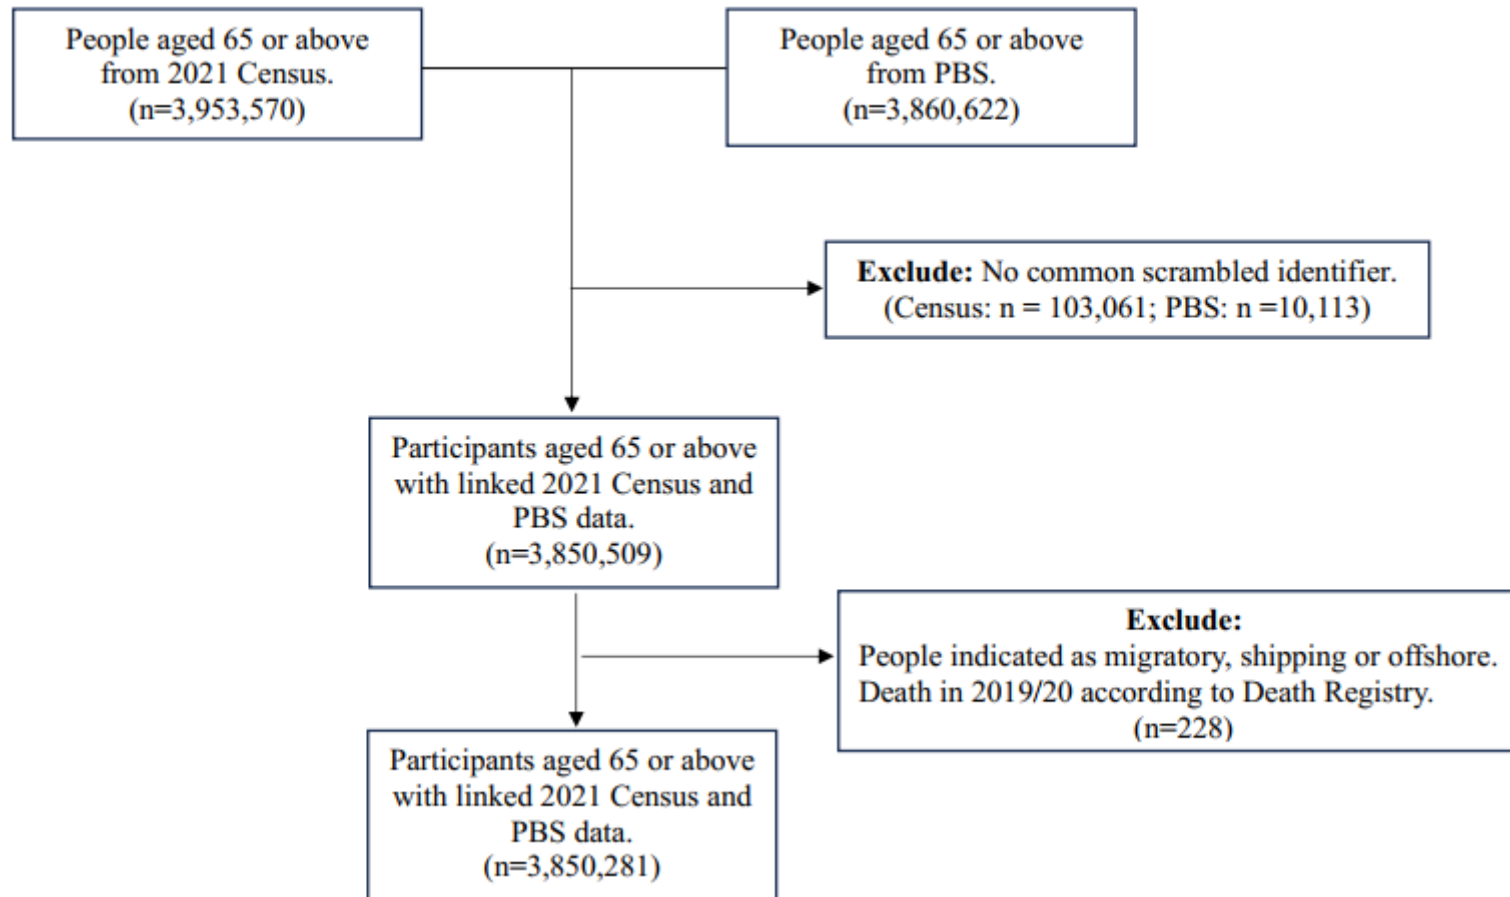 People aged 65 or above
from 2021 Census.
(n=3,953,570)
People aged 65 or above
from PBS.
(n=3,860,622)
Exclude: No common scrambled identifier.
(Census: n = 103,061; PBS: n =10,113)
Participants aged 65 or above
with linked 2021 Census and
PBS data.
(n=3,850,509)
Exclude:
People indicated as migratory, shipping or offshore.
Death in 2019/20 according to Death Registry.
(n=228)
Participants aged 65 or above
with linked 2021 Census and
PBS data.
(n=3,850,281)